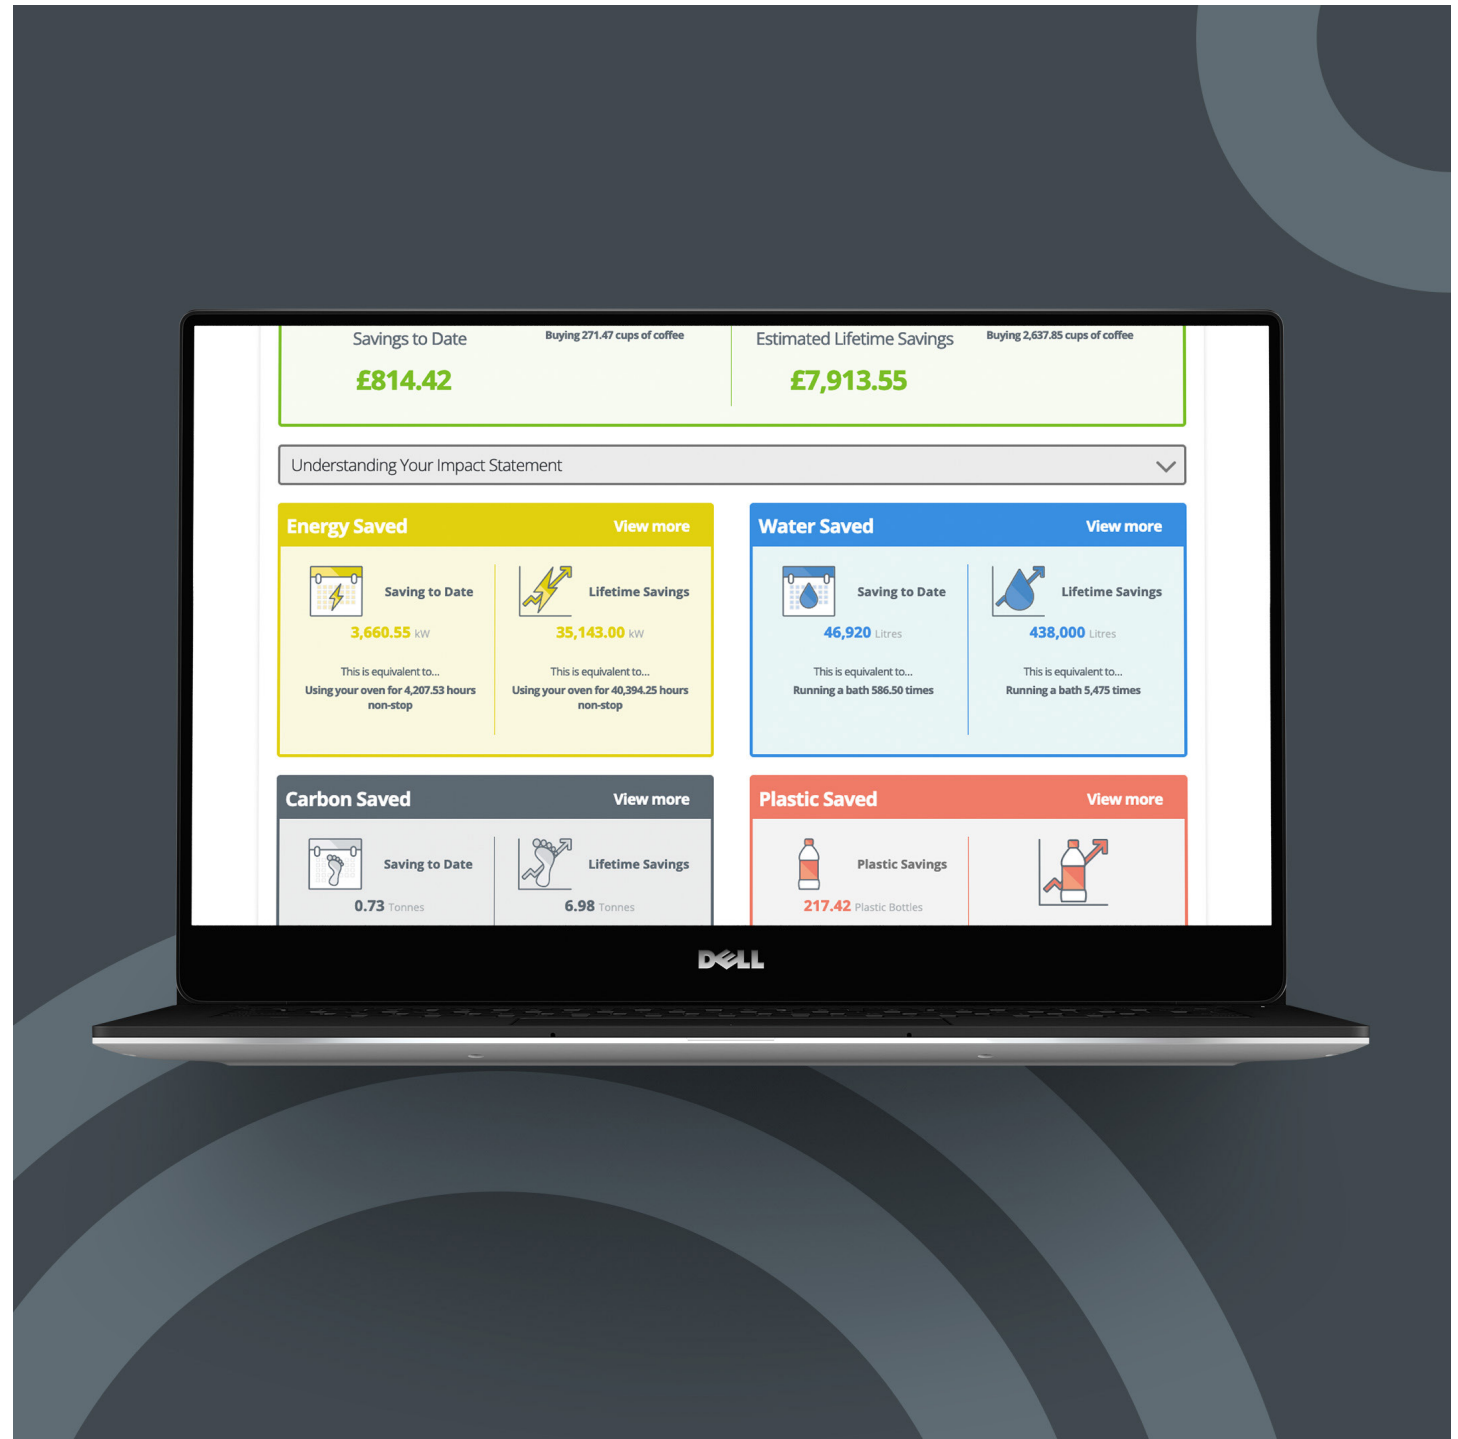 Savings to Date
Buying 271.47 cups of coffee
£814.42
Estimated Lifetime Savings
Buying 2,637.85 cups of coffee
£7,913.55
Understanding Your Impact Statement
Energy Saved
View more
Saving to Date
3,660.55 kW
This is equivalent to...
Using your oven for 4,207.53 hours
non-stop
Lifetime Savings
35,143.00 kW
This is equivalent to...
Using your oven for 40,394.25 hours
non-stop
Water Saved
View more
Saving to Date
46,920 Litres
This is equivalent to...
Running a bath 586.50 times
Lifetime Savings
438,000 Litres
This is equivalent to...
Running a bath 5,475 times
Carbon Saved
View more
Saving to Date
0.73 Tonnes
Lifetime Savings
6.98 Tonnes
Plastic Saved
View more
Plastic Savings
217.42 Plastic Bottles
DELL